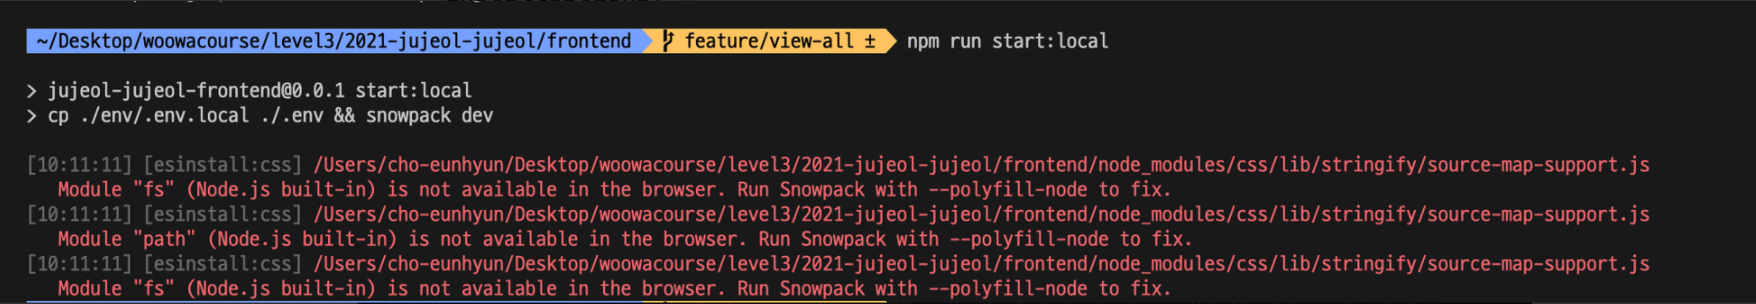 ~/Desktop/woowacourse/level3/2021-jujeol-jujeol/frontend feature/view-all ± npm run start:local
> jujeol-jujeol-frontend@0.0.1 start:local
> cp ./env/.env.local ./.env && snowpack dev
[10:11:11] [esinstall:css] /Users/cho-eunhyun/Desktop/woowacourse/level3/2021-jujeol-jujeol/frontend/node_modules/css/lib/stringify/source-map-support.js
Module "fs" (Node.js built-in) is not available in the browser. Run Snowpack with --polyfill-node to fix.
[10:11:11] [esinstall:css] /Users/cho-eunhyun/Desktop/woowacourse/level3/2021-jujeol-jujeol/frontend/node_modules/css/lib/stringify/source-map-support.js
Module "path" (Node.js built-in) is not available in the browser. Run Snowpack with --polyfill-node to fix.
[10:11:11] [esinstall:css] /Users/cho-eunhyun/Desktop/woowacourse/level3/2021-jujeol-jujeol/frontend/node_modules/css/lib/stringify/source-map-support.js
Module "fs" (Node.js built-in) is not available in the browser. Run Snowpack with --polyfill-node to fix.